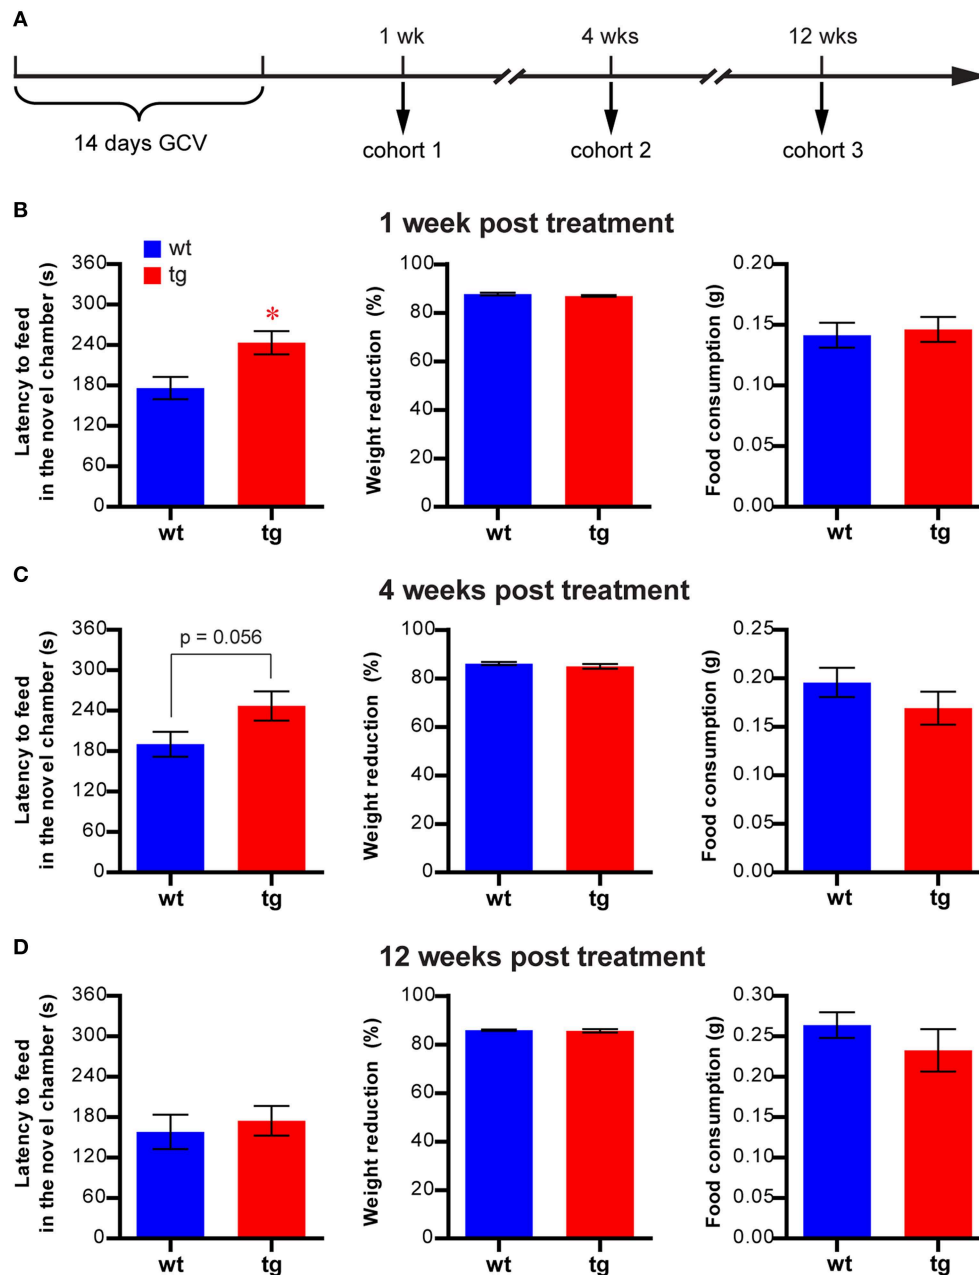 A
1 wk
4 wks
12 wks
14 days GCV
cohort 1
cohort 2
cohort 3
B
1 week post treatment
wt
tg
Latency to feed
in the novel chamber (s)
360
300
240
180
120
60
0
*
wt
tg
Weight reduction (%)
100
80
60
40
20
0
wt
tg
Food consumption (g)
0.20
0.15
0.10
0.05
0.00
wt
tg
C
4 weeks post treatment
Latency to feed
in the novel chamber (s)
360
300
240
180
120
60
0
p = 0.056
wt
tg
Weight reduction (%)
100
80
60
40
20
0
wt
tg
Food consumption (g)
0.25
0.20
0.15
0.10
0.05
0.00
wt
tg
D
12 weeks post treatment
Latency to feed
in the novel chamber (s)
360
300
240
180
120
60
0
wt
tg
Weight reduction (%)
100
80
60
40
20
0
wt
tg
Food consumption (g)
0.30
0.25
0.20
0.15
0.10
0.05
0.00
wt
tg